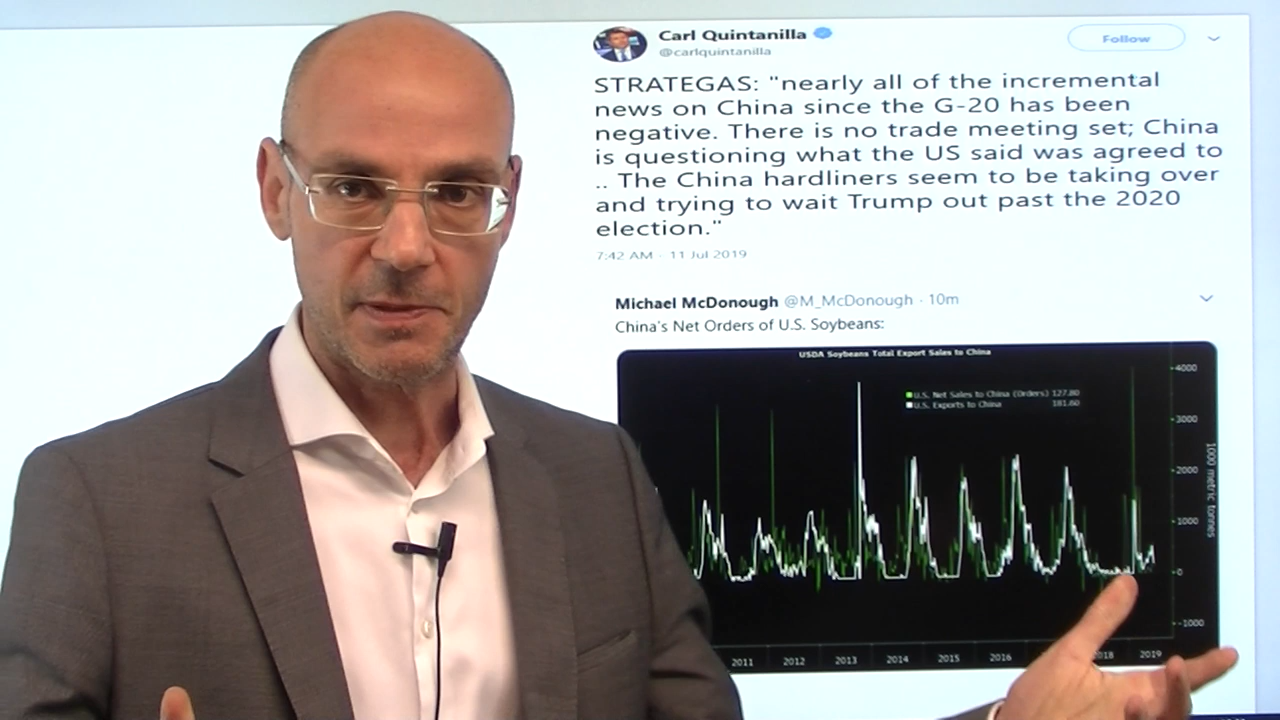 Carl Quintanilla
Follow
@carlquintanilla
STRATEGAS: "nearly all of the incremental
news on China since the G-20 has been
negative. There is no trade meeting set; China
is questioning what the US said was agreed to
.. The China hardliners seem to be taking over
and trying to wait Trump out past the 2020
election."
7:42 AM · 11 Jul 2019
Michael McDonough @M_McDonough · 10m
China's Net Orders of U.S. Soybeans:
USDA Soybeans Total Export Sales to China
U.S. Net Sales to China (Orders) 127.80
U.S. Exports to China 181.60
4000
3000
2000
1000
0
-1000
1000 metric tonnes
2011 2012 2013 2014 2015 2016 018 2019